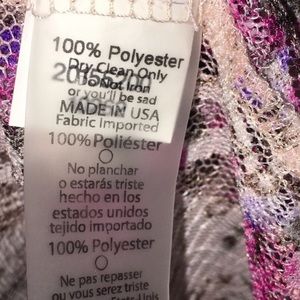 100% Polyester
Dry Clean Only
Do Not Iron
or you'll be sad
MADE IN USA
Fabric Imported
100% Poliéster
No planchar
o estarás triste
hecho en los
estados unidos
tejido importado
100% Polyester
Ne pas repasser
ou vous serez triste